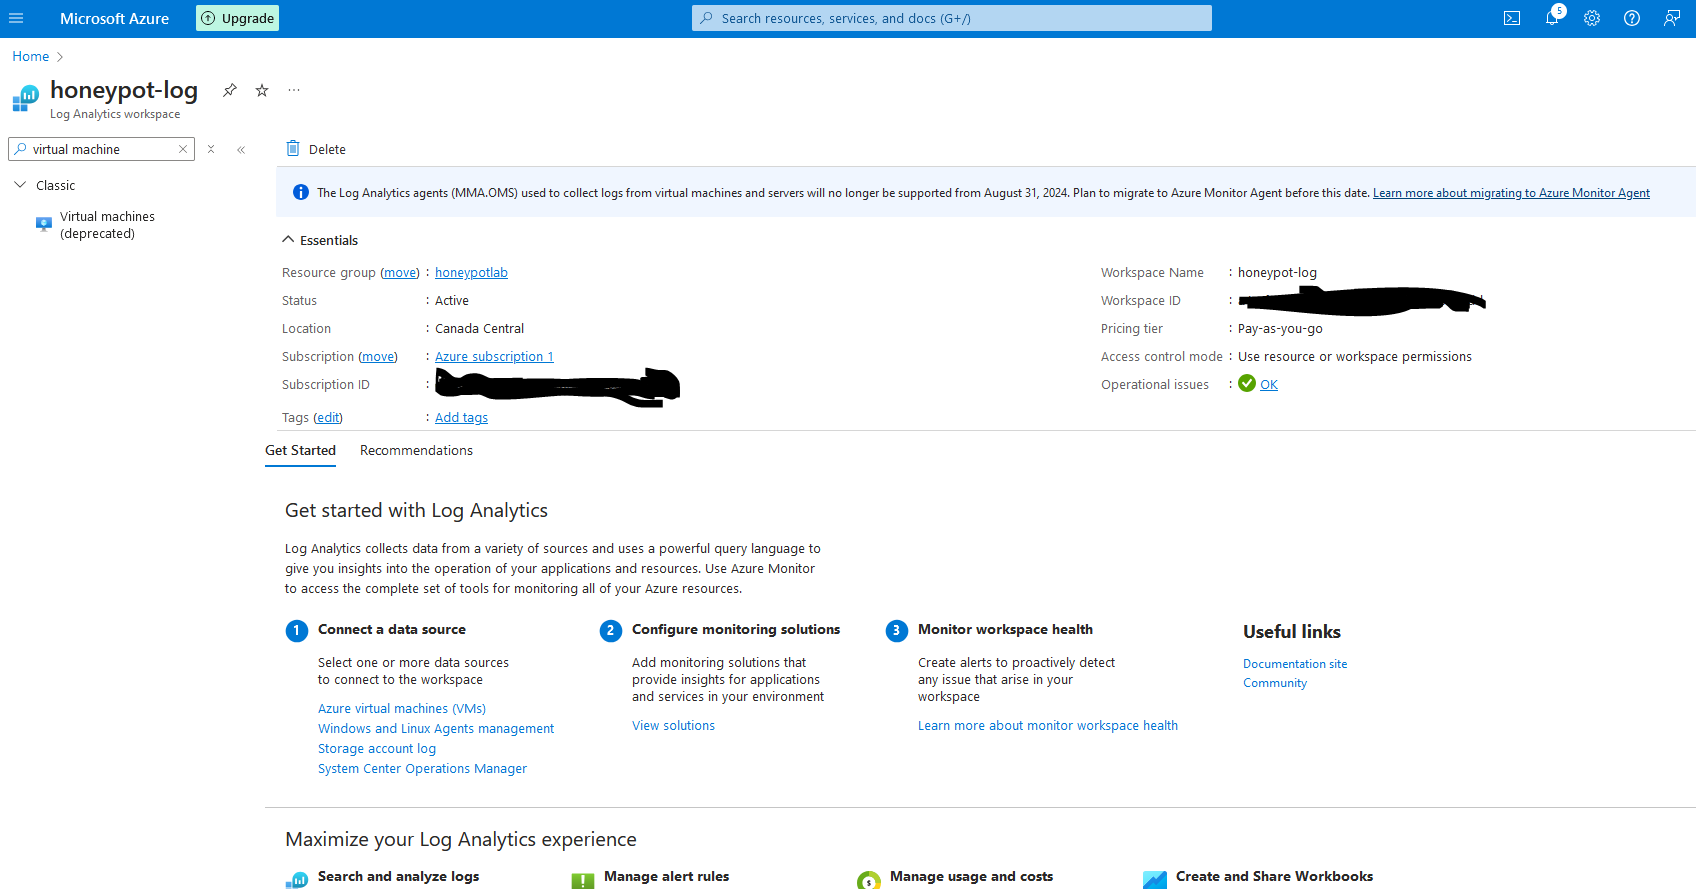 Microsoft Azure
Upgrade
Search resources, services, and docs (G+/)
5
Home
honeypot-log
Log Analytics workspace
virtual machine
Delete
Classic
Virtual machines
(deprecated)
The Log Analytics agents (MMA.OMS) used to collect logs from virtual machines and servers will no longer be supported from August 31, 2024. Plan to migrate to Azure Monitor Agent before this date. Learn more about migrating to Azure Monitor Agent
Essentials
Resource group (move) : honeypotlab
Status : Active
Location : Canada Central
Subscription (move) : Azure subscription 1
Subscription ID :
Tags (edit) : Add tags
Workspace Name : honeypot-log
Workspace ID :
Pricing tier : Pay-as-you-go
Access control mode : Use resource or workspace permissions
Operational issues : OK
Get Started Recommendations
Get started with Log Analytics
Log Analytics collects data from a variety of sources and uses a powerful query language to
give you insights into the operation of your applications and resources. Use Azure Monitor
to access the complete set of tools for monitoring all of your Azure resources.
1 Connect a data source
Select one or more data sources
to connect to the workspace
Azure virtual machines (VMs)
Windows and Linux Agents management
Storage account log
System Center Operations Manager
2 Configure monitoring solutions
Add monitoring solutions that
provide insights for applications
and services in your environment
View solutions
3 Monitor workspace health
Create alerts to proactively detect
any issue that arise in your
workspace
Learn more about monitor workspace health
Useful links
Documentation site
Community
Maximize your Log Analytics experience
Search and analyze logs
Manage alert rules
Manage usage and costs
Create and Share Workbooks